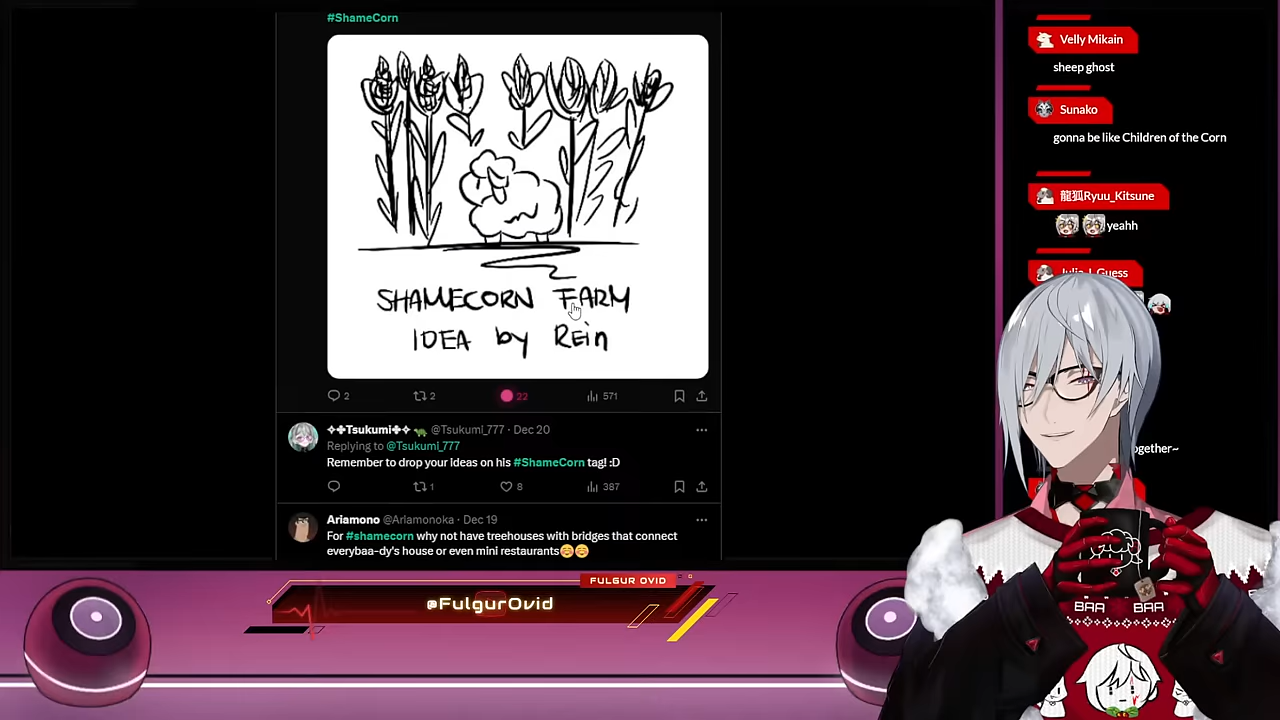 #ShameCorn
SHAMECORN FARM
IDEA by REin
2
2
22
571
✧✤Tsukumi✤✧ @Tsukumi_777 · Dec 20
Replying to @Tsukumi_777
Remember to drop your ideas on his #ShameCorn tag! :D
1
8
387
Ariamono @Ariamonoka · Dec 19
For #shamecorn why not have treehouses with bridges that connect
everybaa-dy's house or even mini restaurants
FULGUR OVID
@FulgurOvid
Velly Mikain
sheep ghost
Sunako
gonna be like Children of the Corn
龍狐Ryuu_Kitsune
yeahh
Julia J. Guess
ogether~
BAA BAA